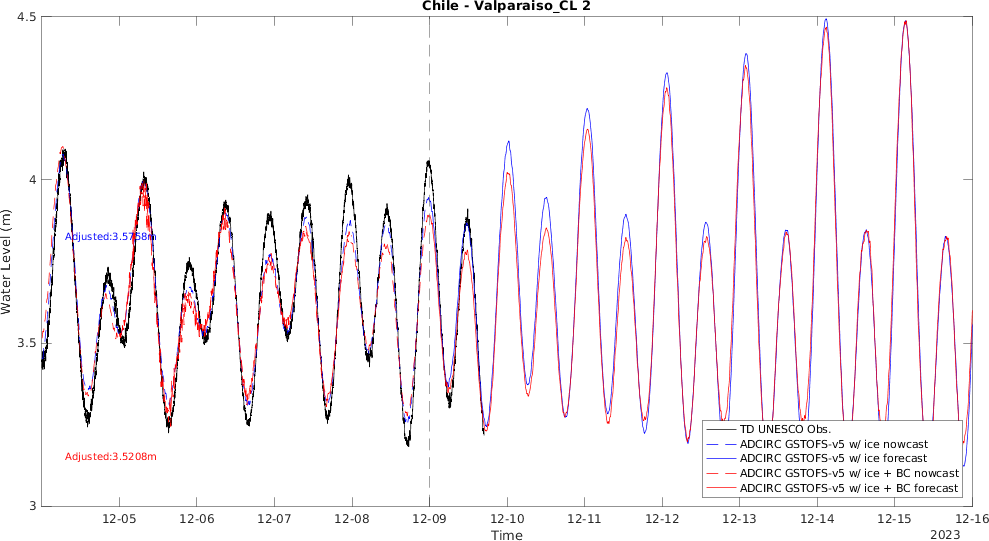 Chile - Valparaiso_CL 2
4.5
4
3.5
3
Water Level (m)
Adjusted:3.5758m
Adjusted:3.5208m
TD UNESCO Obs.
ADCIRC GSTOFS-v5 w/ ice nowcast
ADCIRC GSTOFS-v5 w/ ice forecast
ADCIRC GSTOFS-v5 w/ ice + BC nowcast
ADCIRC GSTOFS-v5 w/ ice + BC forecast
12-05 12-06 12-07 12-08 12-09 12-10 12-11 12-12 12-13 12-14 12-15 12-16
Time
2023